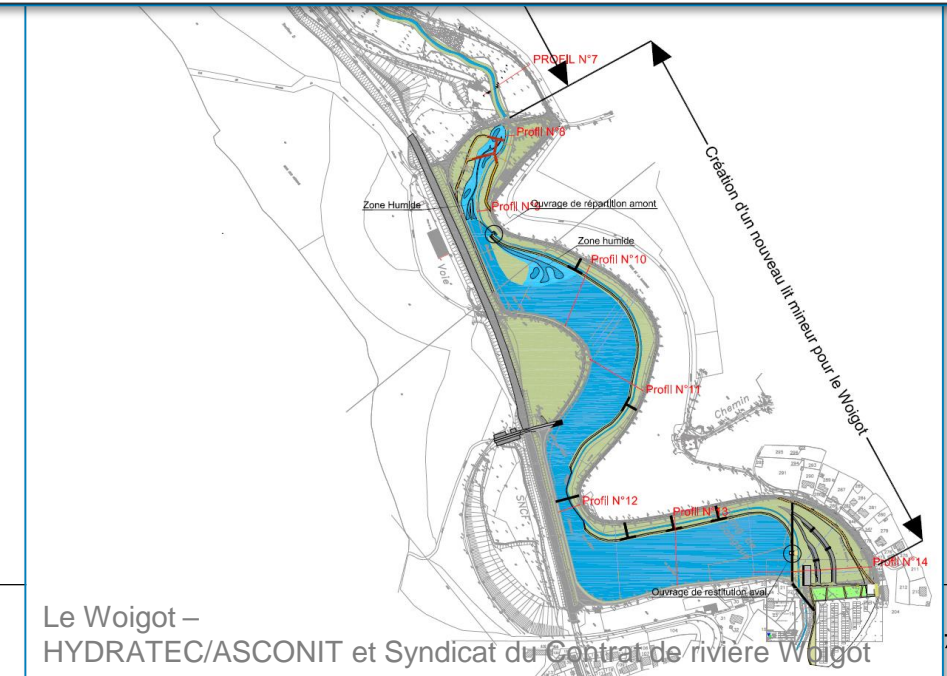 PROFIL N°7
Profil N°8
Zone Humide
Profil N°9
Ouvrage de répartition amont
Zone humide
Profil N°10
Voie
Création d'un nouveau lit mineur pour le Woigot
Profil N°11
Chemin
SNCF
Profil N°12
Profil N°13
Profil N°14
Ouvrage de restitution aval
Le Woigot –
HYDRATEC/ASCONIT et Syndicat du Contrat de rivière Woigot